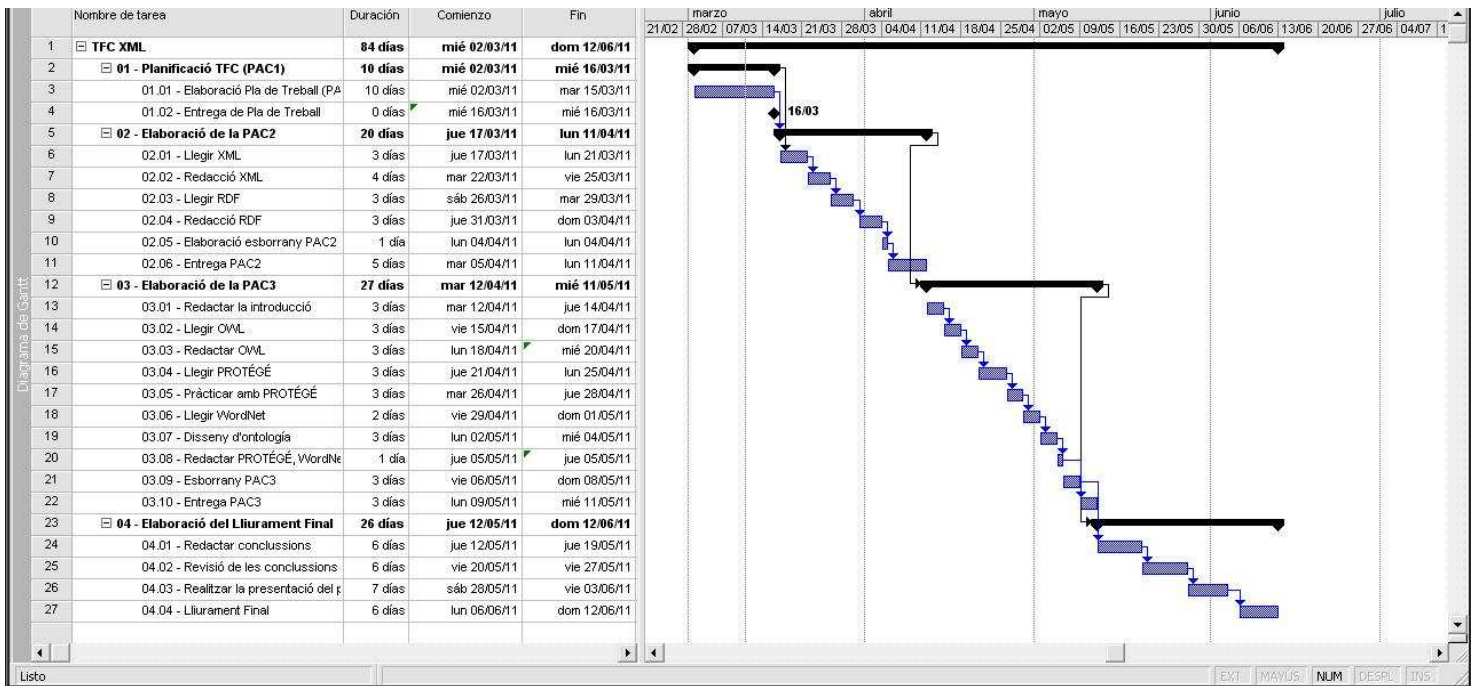 Nombre de tarea Duración Comienzo Fin
marzo abril mayo junio julio
21/02 28/02 07/03 14/03 21/03 28/03 04/04 11/04 18/04 25/04 02/05 09/05 16/05 23/05 30/05 06/06 13/06 20/06 27/06 04/07 1
1 TFC XML 84 días mié 02/03/11 dom 12/06/11
2 01 - Planificació TFC (PAC1) 10 días mié 02/03/11 mié 16/03/11
3 01.01 - Elaboració Pla de Treball (PA 10 días mié 02/03/11 mar 15/03/11
4 01.02 - Entrega de Pla de Treball 0 días mié 16/03/11 mié 16/03/11 16/03
5 02 - Elaboració de la PAC2 20 días jue 17/03/11 lun 11/04/11
6 02.01 - Llegir XML 3 días jue 17/03/11 lun 21/03/11
7 02.02 - Redacció XML 4 días mar 22/03/11 vie 25/03/11
8 02.03 - Llegir RDF 3 días sáb 26/03/11 mar 29/03/11
9 02.04 - Redacció RDF 3 días jue 31/03/11 dom 03/04/11
10 02.05 - Elaboració esborrany PAC2 1 día lun 04/04/11 lun 04/04/11
11 02.06 - Entrega PAC2 5 días mar 05/04/11 lun 11/04/11
12 03 - Elaboració de la PAC3 27 días mar 12/04/11 mié 11/05/11
13 03.01 - Redactar la introducció 3 días mar 12/04/11 jue 14/04/11
14 03.02 - Llegir OWL 3 días vie 15/04/11 dom 17/04/11
15 03.03 - Redactar OWL 3 días lun 18/04/11 mié 20/04/11
16 03.04 - Llegir PROTÉGÉ 3 días jue 21/04/11 lun 25/04/11
17 03.05 - Pràcticar amb PROTÉGÉ 3 días mar 26/04/11 jue 28/04/11
18 03.06 - Llegir WordNet 2 días vie 29/04/11 dom 01/05/11
19 03.07 - Disseny d'ontología 3 días lun 02/05/11 mié 04/05/11
20 03.08 - Redactar PROTÉGÉ, WordNe 1 día jue 05/05/11 jue 05/05/11
21 03.09 - Esborrany PAC3 3 días vie 06/05/11 dom 08/05/11
22 03.10 - Entrega PAC3 3 días lun 09/05/11 mié 11/05/11
23 04 - Elaboració del Lliurament Final 26 días jue 12/05/11 dom 12/06/11
24 04.01 - Redactar conclussions 6 días jue 12/05/11 jue 19/05/11
25 04.02 - Revisió de les conclussions 6 días vie 20/05/11 vie 27/05/11
26 04.03 - Realitzar la presentació del p 7 días sáb 28/05/11 vie 03/06/11
27 04.04 - Lliurament Final 6 días lun 06/06/11 dom 12/06/11
Diagrama de Gantt
Listo EXT MAYÚS NUM DESPL INS